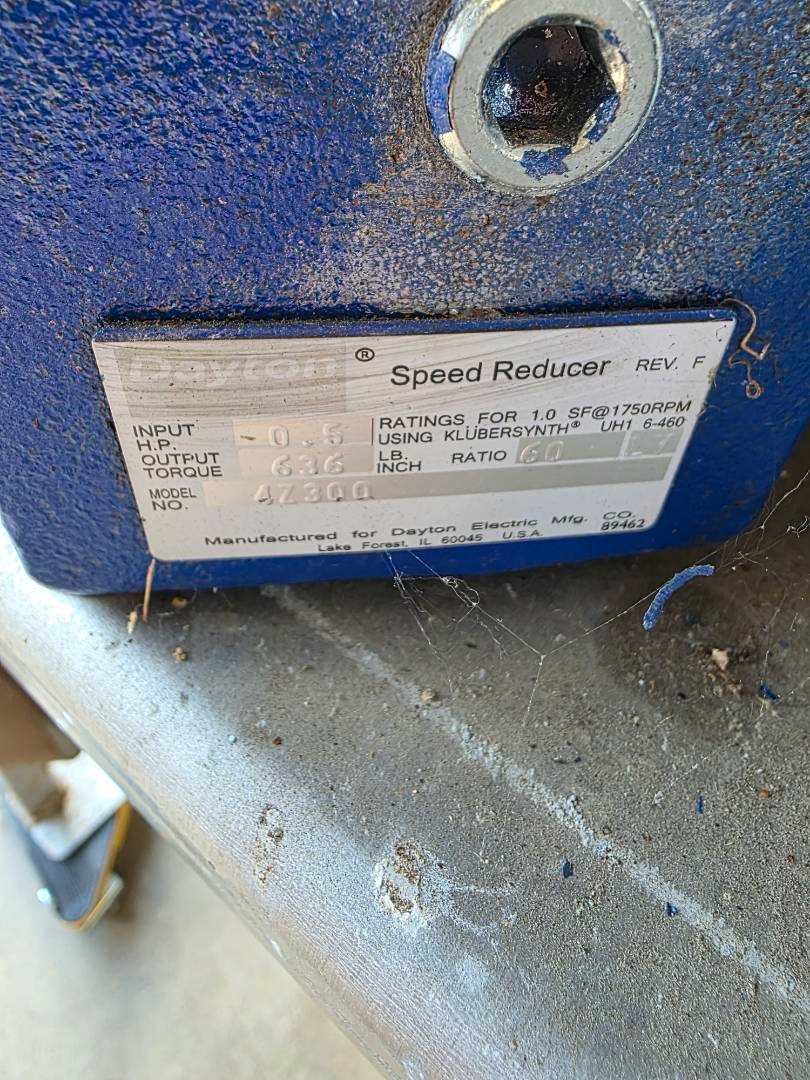 Dayton® Speed Reducer REV. F
INPUT H.P. 0.5 RATINGS FOR 1.0 SF@1750RPM
USING KLÜBERSYNTH® UH1 6-460
OUTPUT TORQUE 636 LB. INCH RATIO 60
MODEL NO. 4Z300
Manufactured for Dayton Electric Mfg. CO.
Lake Forest, IL 60045 U.S.A. 89462